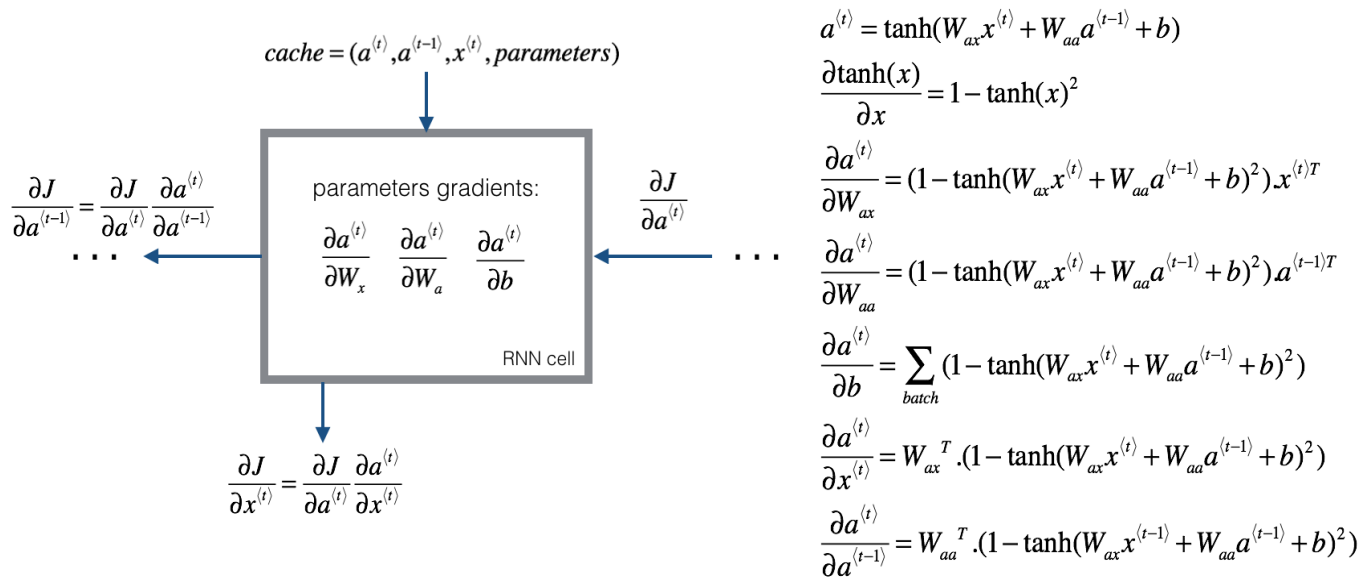 cache = (a^⟨t⟩, a^⟨t−1⟩, x^⟨t⟩, parameters)
∂J/∂a^⟨t−1⟩ = ∂J/∂a^⟨t⟩ ∂a^⟨t⟩/∂a^⟨t−1⟩
. . .
parameters gradients:
∂a^⟨t⟩/∂W_x ∂a^⟨t⟩/∂W_a ∂a^⟨t⟩/∂b
RNN cell
∂J/∂a^⟨t⟩
. . .
∂J/∂x^⟨t⟩ = ∂J/∂a^⟨t⟩ ∂a^⟨t⟩/∂x^⟨t⟩
a^⟨t⟩ = tanh(W_ax x^⟨t⟩ + W_aa a^⟨t−1⟩ + b)
∂tanh(x)/∂x = 1 − tanh(x)^2
∂a^⟨t⟩/∂W_ax = (1 − tanh(W_ax x^⟨t⟩ + W_aa a^⟨t−1⟩ + b)^2).x^⟨t⟩T
∂a^⟨t⟩/∂W_aa = (1 − tanh(W_ax x^⟨t⟩ + W_aa a^⟨t−1⟩ + b)^2).a^⟨t−1⟩T
∂a^⟨t⟩/∂b = ∑_batch (1 − tanh(W_ax x^⟨t⟩ + W_aa a^⟨t−1⟩ + b)^2)
∂a^⟨t⟩/∂x^⟨t⟩ = W_ax^T .(1 − tanh(W_ax x^⟨t⟩ + W_aa a^⟨t−1⟩ + b)^2)
∂a^⟨t⟩/∂a^⟨t−1⟩ = W_aa^T .(1 − tanh(W_ax x^⟨t−1⟩ + W_aa a^⟨t−1⟩ + b)^2)